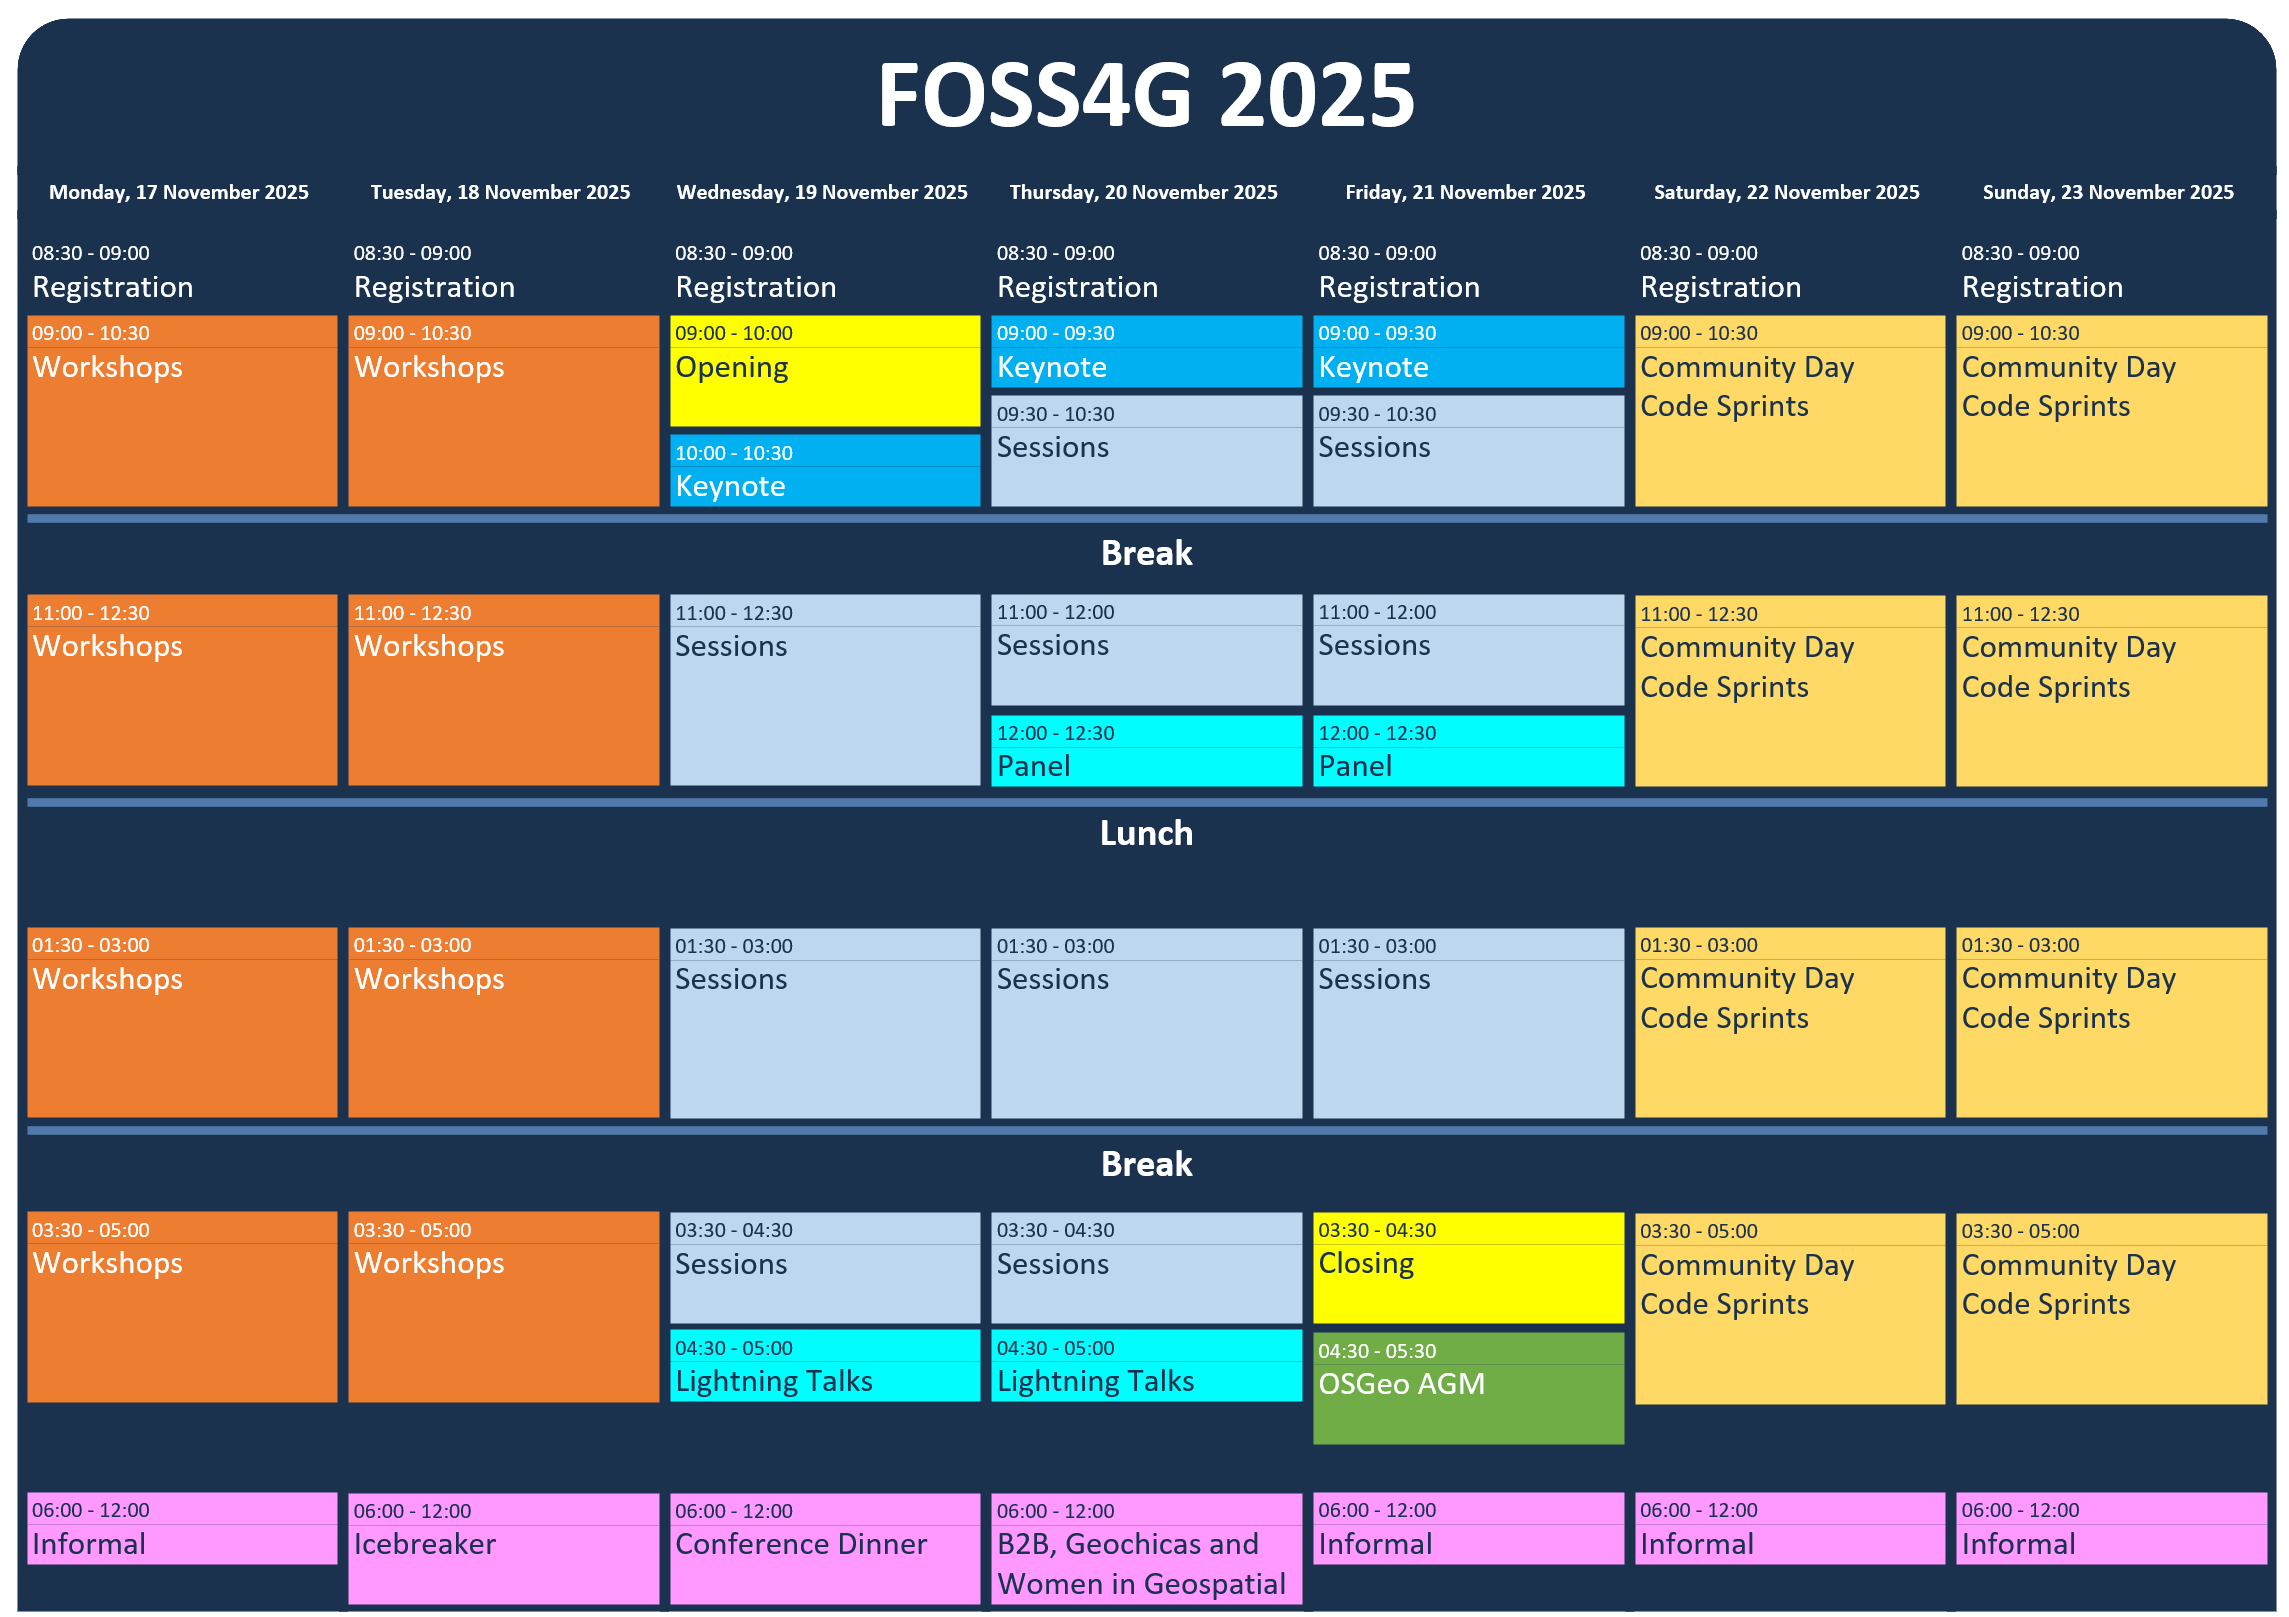 FOSS4G 2025
Monday, 17 November 2025
Tuesday, 18 November 2025
Wednesday, 19 November 2025
Thursday, 20 November 2025
Friday, 21 November 2025
Saturday, 22 November 2025
Sunday, 23 November 2025
08:30 - 09:00
Registration
08:30 - 09:00
Registration
08:30 - 09:00
Registration
08:30 - 09:00
Registration
08:30 - 09:00
Registration
08:30 - 09:00
Registration
08:30 - 09:00
Registration
09:00 - 10:30
Workshops
09:00 - 10:30
Workshops
09:00 - 10:00
Opening
10:00 - 10:30
Keynote
09:00 - 09:30
Keynote
09:30 - 10:30
Sessions
09:00 - 09:30
Keynote
09:30 - 10:30
Sessions
09:00 - 10:30
Community Day
Code Sprints
09:00 - 10:30
Community Day
Code Sprints
Break
11:00 - 12:30
Workshops
11:00 - 12:30
Workshops
11:00 - 12:30
Sessions
11:00 - 12:00
Sessions
12:00 - 12:30
Panel
11:00 - 12:00
Sessions
12:00 - 12:30
Panel
11:00 - 12:30
Community Day
Code Sprints
11:00 - 12:30
Community Day
Code Sprints
Lunch
01:30 - 03:00
Workshops
01:30 - 03:00
Workshops
01:30 - 03:00
Sessions
01:30 - 03:00
Sessions
01:30 - 03:00
Sessions
01:30 - 03:00
Community Day
Code Sprints
01:30 - 03:00
Community Day
Code Sprints
Break
03:30 - 05:00
Workshops
03:30 - 05:00
Workshops
03:30 - 04:30
Sessions
04:30 - 05:00
Lightning Talks
03:30 - 04:30
Sessions
04:30 - 05:00
Lightning Talks
03:30 - 04:30
Closing
04:30 - 05:30
OSGeo AGM
03:30 - 05:00
Community Day
Code Sprints
03:30 - 05:00
Community Day
Code Sprints
06:00 - 12:00
Informal
06:00 - 12:00
Icebreaker
06:00 - 12:00
Conference Dinner
06:00 - 12:00
B2B, Geochicas and
Women in Geospatial
06:00 - 12:00
Informal
06:00 - 12:00
Informal
06:00 - 12:00
Informal